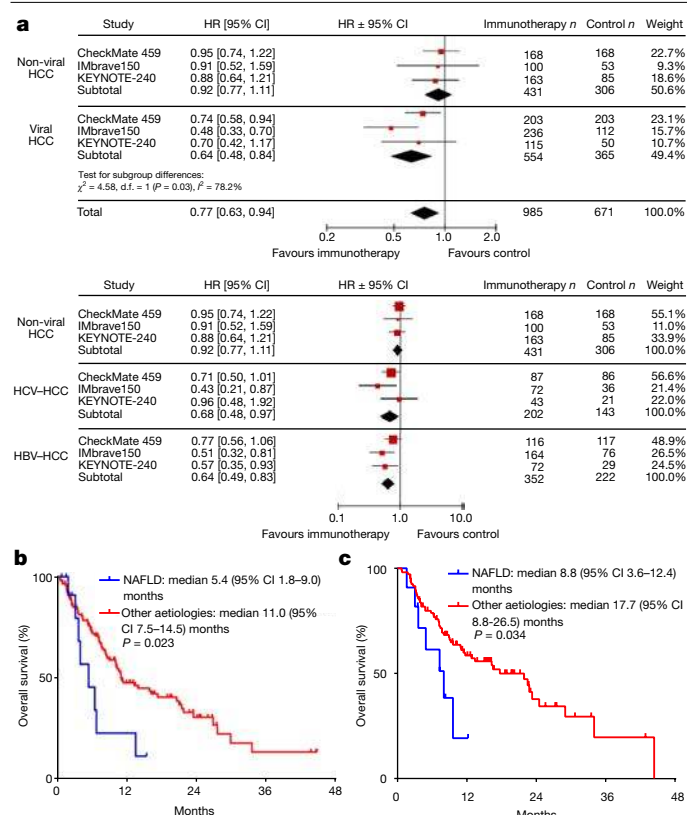 a
Study HR [95% CI] HR ± 95% CI Immunotherapy n Control n Weight
Non-viral HCC
CheckMate 459 0.95 [0.74, 1.22] 168 168 22.7%
IMbrave150 0.91 [0.52, 1.59] 100 53 9.3%
KEYNOTE-240 0.88 [0.64, 1.21] 163 85 18.6%
Subtotal 0.92 [0.77, 1.11] 431 306 50.6%
Viral HCC
CheckMate 459 0.74 [0.58, 0.94] 203 203 23.1%
IMbrave150 0.48 [0.33, 0.70] 236 112 15.7%
KEYNOTE-240 0.70 [0.42, 1.17] 115 50 10.7%
Subtotal 0.64 [0.48, 0.84] 554 365 49.4%
Test for subgroup differences:
χ² = 4.58, d.f. = 1 (P = 0.03), I² = 78.2%
Total 0.77 [0.63, 0.94] 985 671 100.0%
0.2 0.5 1.0 2.0
Favours immunotherapy Favours control
Study HR [95% CI] HR ± 95% CI Immunotherapy n Control n Weight
Non-viral HCC
CheckMate 459 0.95 [0.74, 1.22] 168 168 55.1%
IMbrave150 0.91 [0.52, 1.59] 100 53 11.0%
KEYNOTE-240 0.88 [0.64, 1.21] 163 85 33.9%
Subtotal 0.92 [0.77, 1.11] 431 306 100.0%
HCV–HCC
CheckMate 459 0.71 [0.50, 1.01] 87 86 56.6%
IMbrave150 0.43 [0.21, 0.87] 72 36 21.4%
KEYNOTE-240 0.96 [0.48, 1.92] 43 21 22.0%
Subtotal 0.68 [0.48, 0.97] 202 143 100.0%
HBV–HCC
CheckMate 459 0.77 [0.56, 1.06] 116 117 48.9%
IMbrave150 0.51 [0.32, 0.81] 164 76 26.5%
KEYNOTE-240 0.57 [0.35, 0.93] 72 29 24.5%
Subtotal 0.64 [0.49, 0.83] 352 222 100.0%
0.1 1.0 10.0
Favours immunotherapy Favours control
b
NAFLD: median 5.4 (95% CI 1.8–9.0)
months
Other aetiologies: median 11.0 (95%
CI 7.5–14.5) months
P = 0.023
Overall survival (%)
100
50
0
0 12 24 36 48
Months
c
NAFLD: median 8.8 (95% CI 3.6–12.4)
months
Other aetiologies: median 17.7 (95% CI
8.8-26.5) months
P = 0.034
Overall survival (%)
100
50
0
0 12 24 36 48
Months